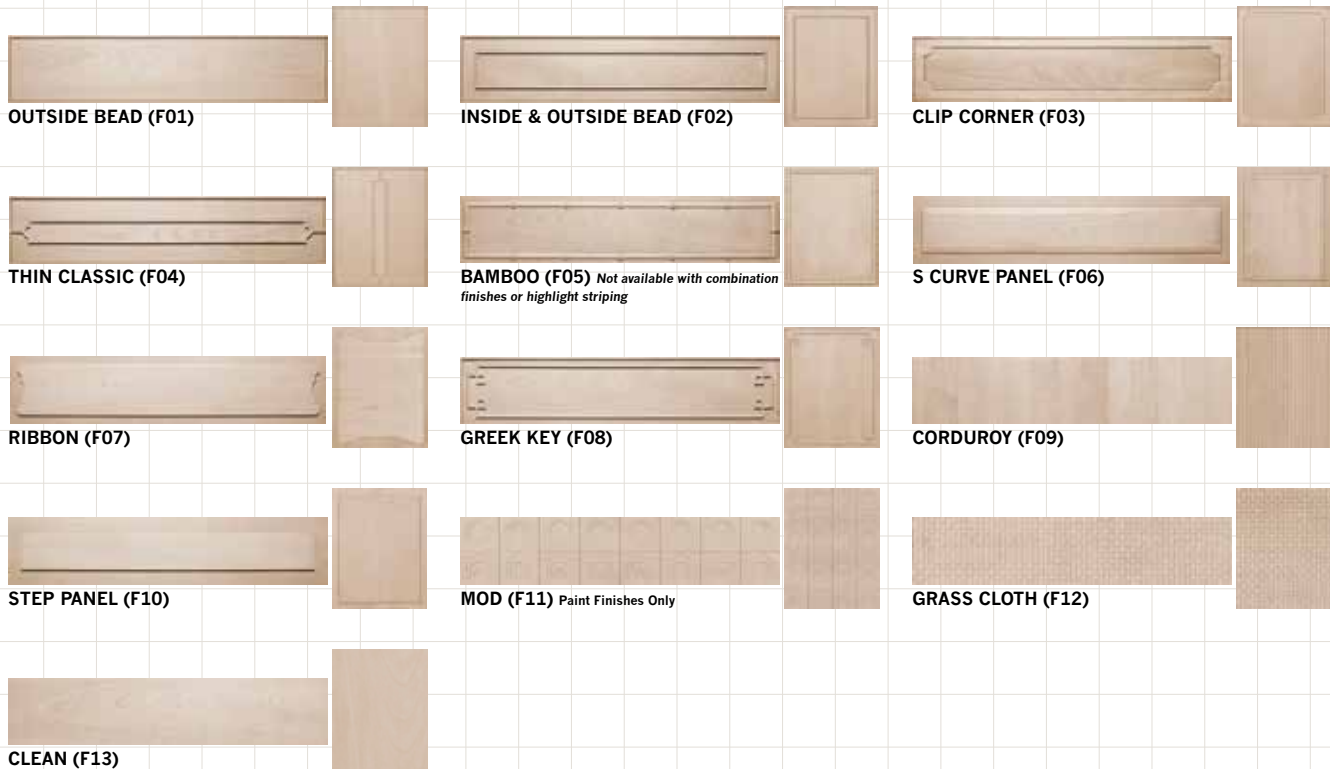 OUTSIDE BEAD (F01)
INSIDE & OUTSIDE BEAD (F02)
CLIP CORNER (F03)
THIN CLASSIC (F04)
BAMBOO (F05) Not available with combination
finishes or highlight striping
S CURVE PANEL (F06)
RIBBON (F07)
GREEK KEY (F08)
CORDUROY (F09)
STEP PANEL (F10)
MOD (F11) Paint Finishes Only
GRASS CLOTH (F12)
CLEAN (F13)